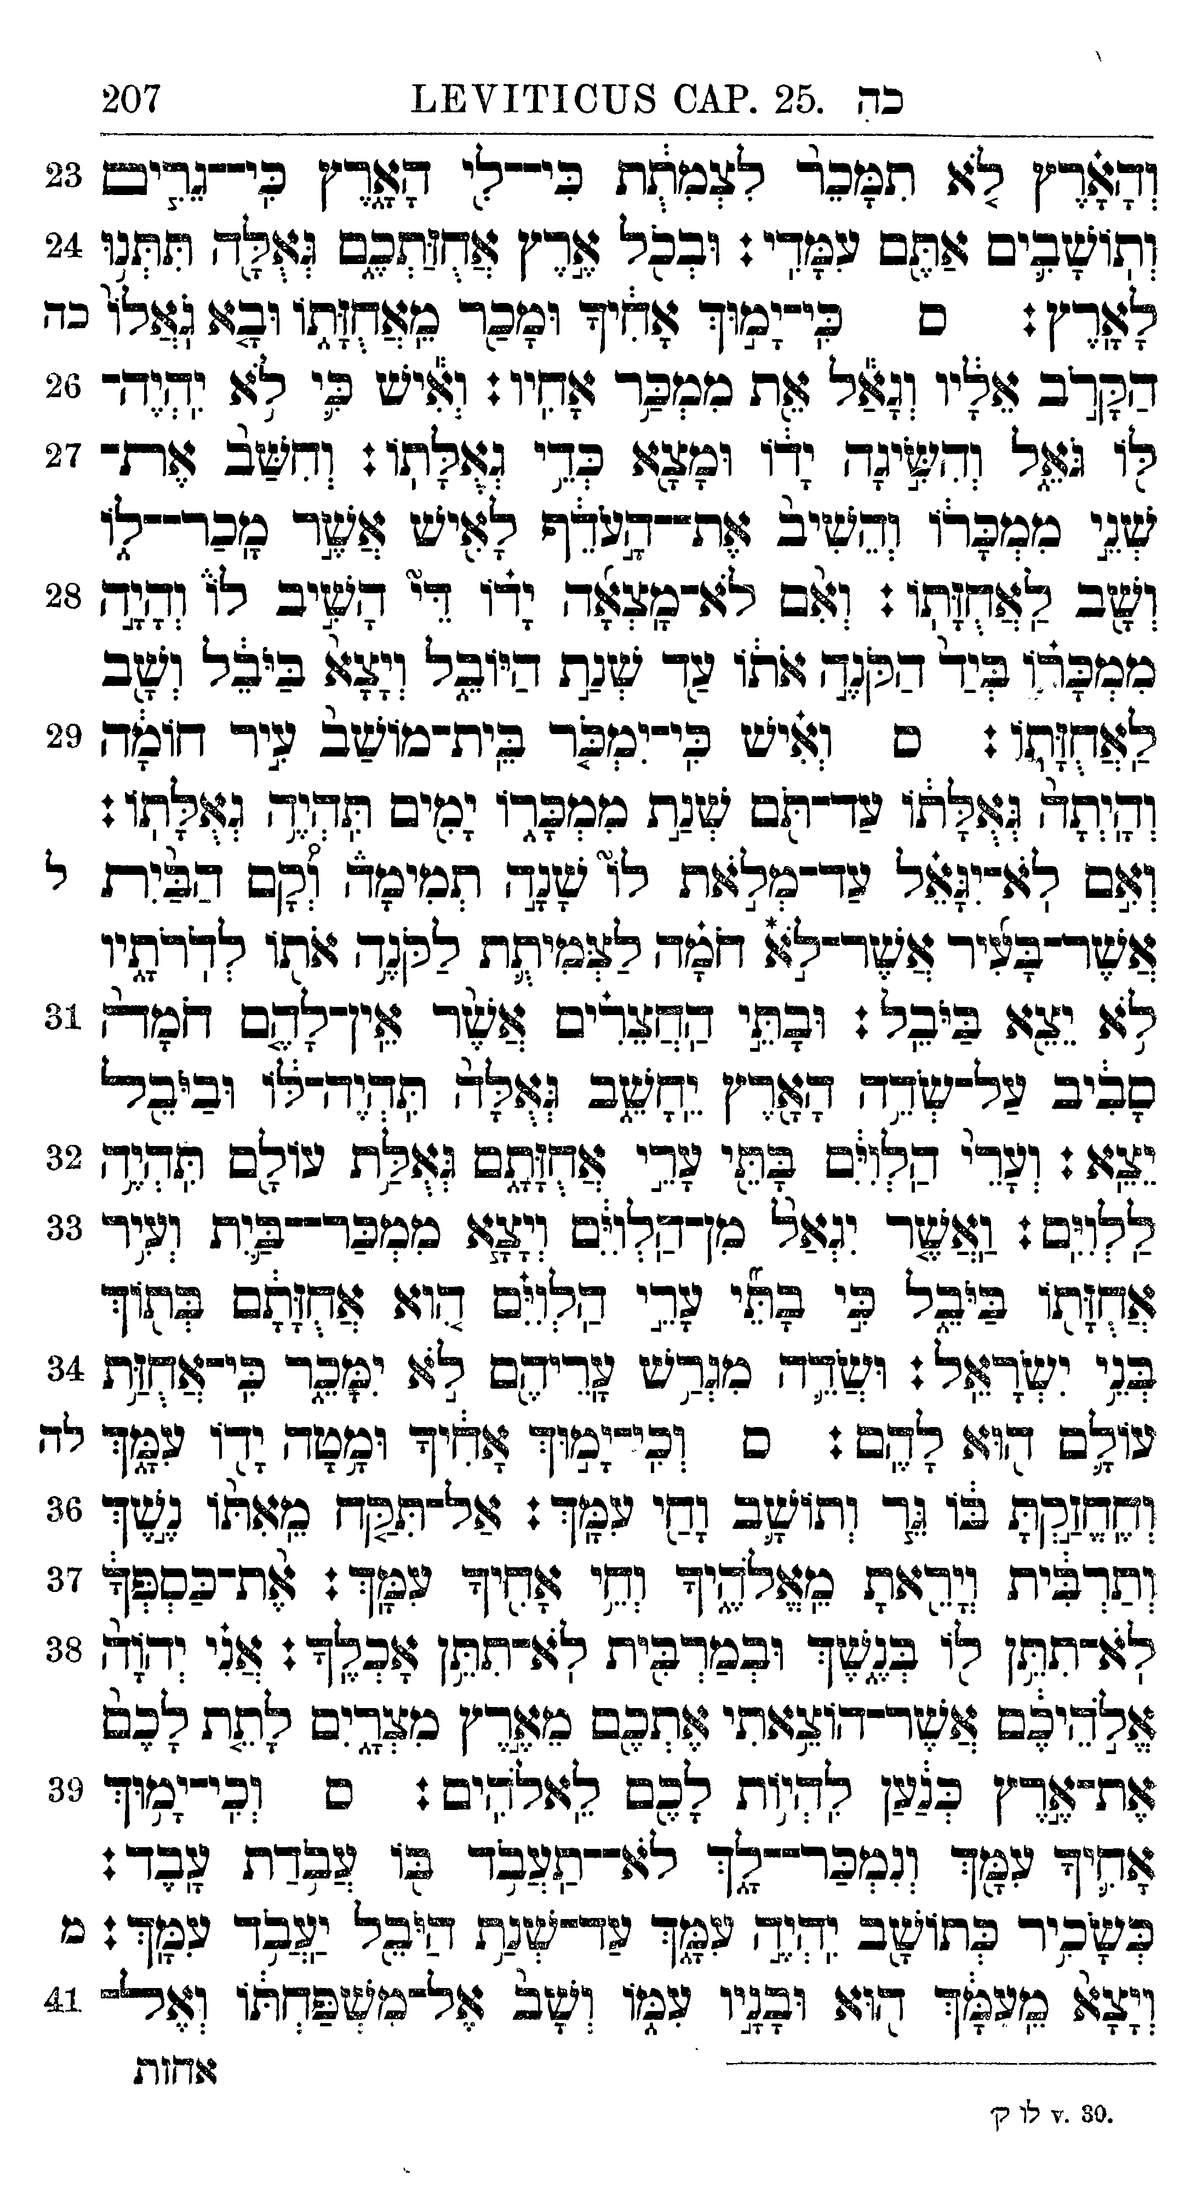 207 LEVITICUS CAP. 25. כה
23 וְהָאָ֗רֶץ לֹ֤א תִמָּכֵר֙ לִצְמִתֻ֔ת כִּי־לִ֖י הָאָ֑רֶץ כִּֽי־גֵרִ֧ים
24 וְתוֹשָׁבִ֛ים אַתֶּ֖ם עִמָּדִֽי׃ וּבְכֹ֖ל אֶ֣רֶץ אֲחֻזַּתְכֶ֑ם גְּאֻלָּ֖ה תִּתְּנ֥וּ
לָאָֽרֶץ׃ ס כִּֽי־יָמ֣וּךְ אָחִ֔יךָ וּמָכַ֖ר מֵאֲחֻזָּת֑וֹ וּבָ֤א גֹֽאֲלוֹ֙ כה
26 הַקָּרֹ֣ב אֵלָ֔יו וְגָאַ֕ל אֵ֖ת מִמְכַּ֥ר אָחִֽיו׃ וְאִ֕ישׁ כִּ֛י לֹ֥א יִֽהְיֶה־
27 לּ֖וֹ גֹּאֵ֑ל וְהִשִּׂ֣יגָה יָד֔וֹ וּמָצָ֖א כְּדֵ֥י גְאֻלָּתֽוֹ׃ וְחִשַּׁב֙ אֶת־
שְׁנֵ֣י מִמְכָּר֔וֹ וְהֵשִׁיב֙ אֶת־הָ֣עֹדֵ֔ף לָאִ֖ישׁ אֲשֶׁ֣ר מָֽכַר־ל֑וֹ
28 וְשָׁ֖ב לַאֲחֻזָּתֽוֹ׃ וְאִ֨ם לֹֽא־מָצְאָ֜ה יָד֗וֹ דֵּי֮ הָשִׁ֣יב לוֹ֒ וְהָיָ֣ה
מִמְכָּר֗וֹ בְּיַד֙ הַקֹּנֶ֣ה אֹת֔וֹ עַ֖ד שְׁנַ֣ת הַיּוֹבֵ֑ל וְיָצָא֙ בַּיֹּבֵ֔ל וְשָׁ֖ב
29 לַאֲחֻזָּתֽוֹ׃ ס וְאִ֗ישׁ כִּֽי־יִמְכֹּ֤ר בֵּית־מוֹשַׁב֙ עִ֣יר חוֹמָ֔ה
וְהָיְתָה֙ גְּאֻלָּת֔וֹ עַד־תֹּ֖ם שְׁנַ֣ת מִמְכָּר֑וֹ יָמִ֖ים תִּהְיֶ֥ה גְאֻלָּתֽוֹ׃
וְאִ֣ם לֹֽא־יִגָּאֵ֗ל עַד־מְלֹ֣את לוֹ֮ שָׁנָ֣ה תְמִימָה֒ וְ֠קָם הַבַּ֨יִת ל
אֲשֶׁר־בָּעִ֜יר אֲשֶׁר־לֹ֣א* חֹמָ֗ה לַצְּמִיתֻ֛ת לַקֹּנֶ֥ה אֹת֖וֹ לְדֹרֹתָ֑יו
31 לֹ֥א יֵצֵ֖א בַּיֹּבֵֽל׃ וּבָתֵּ֣י הַחֲצֵרִ֗ים אֲשֶׁ֨ר אֵין־לָהֶ֤ם חֹמָה֙
סָבִ֔יב עַל־שְׂדֵ֥ה הָאָ֖רֶץ יֵחָשֵׁ֑ב גְּאֻלָּה֙ תִּהְיֶה־לּ֔וֹ וּבַיֹּבֵ֖ל
32 יֵצֵֽא׃ וְעָרֵי֙ הַלְוִיִּ֔ם בָּתֵּ֖י עָרֵ֣י אֲחֻזָּתָ֑ם גְּאֻלַּ֥ת עוֹלָ֖ם תִּהְיֶ֥ה
33 לַלְוִיִּֽם׃ וַאֲשֶׁ֤ר יִגְאַל֙ מִן־הַלְוִיִּ֔ם וְיָצָ֧א מִמְכַּר־בַּ֛יִת וְעִ֥יר
אֲחֻזָּת֖וֹ בַּיֹּבֵ֑ל כִּ֣י בָתֵּ֞י עָרֵ֣י הַלְוִיִּ֗ם הִ֚וא אֲחֻזָּתָ֔ם בְּת֖וֹךְ
34 בְּנֵ֥י יִשְׂרָאֵֽל׃ וּֽשְׂדֵ֛ה מִגְרַ֥שׁ עָרֵיהֶ֖ם לֹ֣א יִמָּכֵ֑ר כִּֽי־אֲחֻזַּ֥ת
עוֹלָ֛ם ה֖וּא לָהֶֽם׃ ס וְכִֽי־יָמ֣וּךְ אָחִ֔יךָ וּמָ֥טָה יָד֖וֹ עִמָּ֑ךְ לה
36 וְהֶֽחֱזַ֣קְתָּ בּ֔וֹ גֵּ֧ר וְתוֹשָׁ֛ב וָחַ֖י עִמָּֽךְ׃ אַל־תִּקַּ֤ח מֵֽאִתּוֹ֙ נֶ֣שֶׁךְ
37 וְתַרְבִּ֔ית וְיָרֵ֖אתָ מֵֽאֱלֹהֶ֑יךָ וְחֵ֥י אָחִ֖יךָ עִמָּֽךְ׃ אֶ֨ת־כַּסְפְּךָ֔
38 לֹֽא־תִתֵּ֥ן ל֖וֹ בְּנֶ֑שֶׁךְ וּבְמַרְבִּ֖ית לֹֽא־תִתֵּ֥ן אָכְלֶֽךָ׃ אֲנִ֗י יְהוָה֙
אֱלֹ֣הֵיכֶ֔ם אֲשֶׁר־הוֹצֵ֥אתִי אֶתְכֶ֖ם מֵאֶ֣רֶץ מִצְרָ֑יִם לָתֵ֤ת לָכֶם֙
39 אֶת־אֶ֣רֶץ כְּנַ֔עַן לִהְי֥וֹת לָכֶ֖ם לֵאלֹהִֽים׃ ס וְכִֽי־יָמ֥וּךְ
אָחִ֛יךָ עִמָּ֖ךְ וְנִמְכַּר־לָ֑ךְ לֹא־תַעֲבֹ֥ד בּ֖וֹ עֲבֹ֥דַת עָֽבֶד׃
כְּשָׂכִ֥יר כְּתוֹשָׁ֖ב יִהְיֶ֣ה עִמָּ֑ךְ עַד־שְׁנַ֥ת הַיֹּבֵ֖ל יַעֲבֹ֥ד עִמָּֽךְ׃ מ
41 וְיָצָא֙ מֵֽעִמָּ֔ךְ ה֖וּא וּבָנָ֣יו עִמּ֑וֹ וְשָׁב֙ אֶל־מִשְׁפַּחְתּ֔וֹ וְאֶל־
אחות
v. 30. לו ק